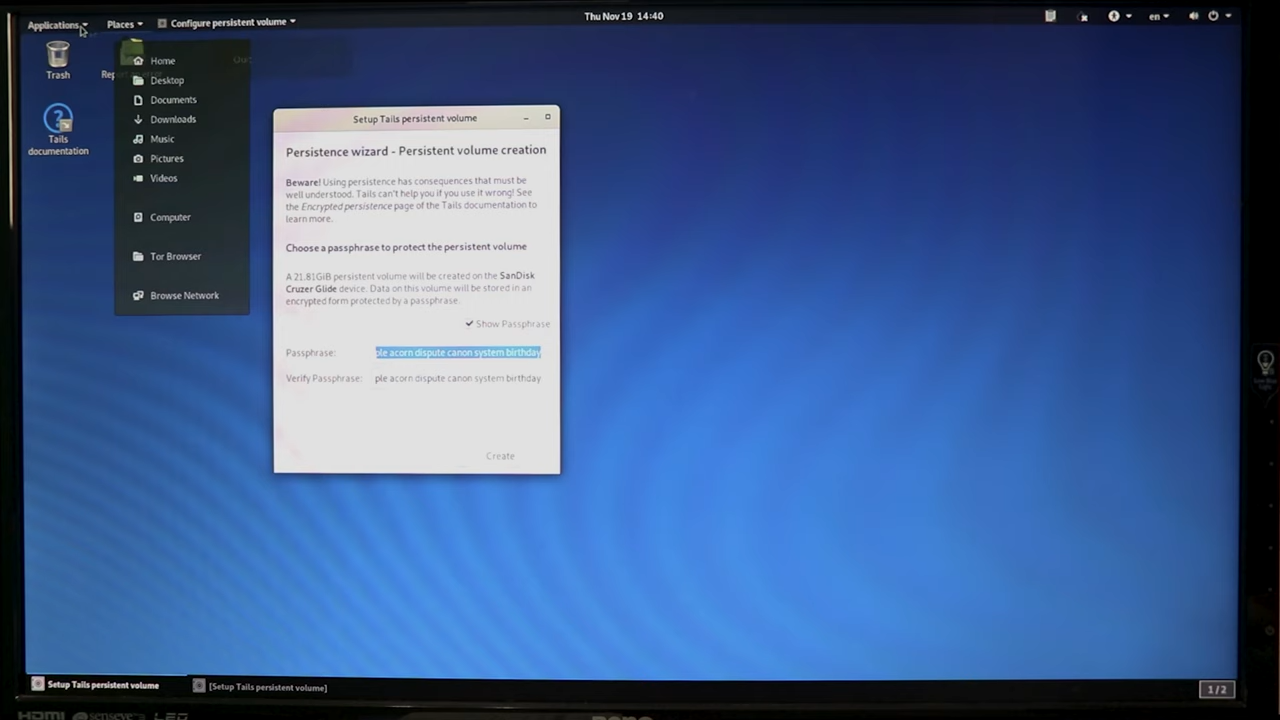 Applications Places Configure persistent volume Thu Nov 19 14:40 en
Trash
Tails
documentation
Home
Desktop
Documents
Downloads
Music
Pictures
Videos
Computer
Tor Browser
Browse Network
Setup Tails persistent volume
Persistence wizard - Persistent volume creation
Beware! Using persistence has consequences that must be
well understood. Tails can't help you if you use it wrong! See
the Encrypted persistence page of the Tails documentation to
learn more.
Choose a passphrase to protect the persistent volume
A 21.81GiB persistent volume will be created on the SanDisk
Cruzer Glide device. Data on this volume will be stored in an
encrypted form protected by a passphrase.
Show Passphrase
Passphrase: ple acorn dispute canon system birthday
Verify Passphrase: ple acorn dispute canon system birthday
Create
Setup Tails persistent volume [Setup Tails persistent volume] 1/2
HDMI senseye LED